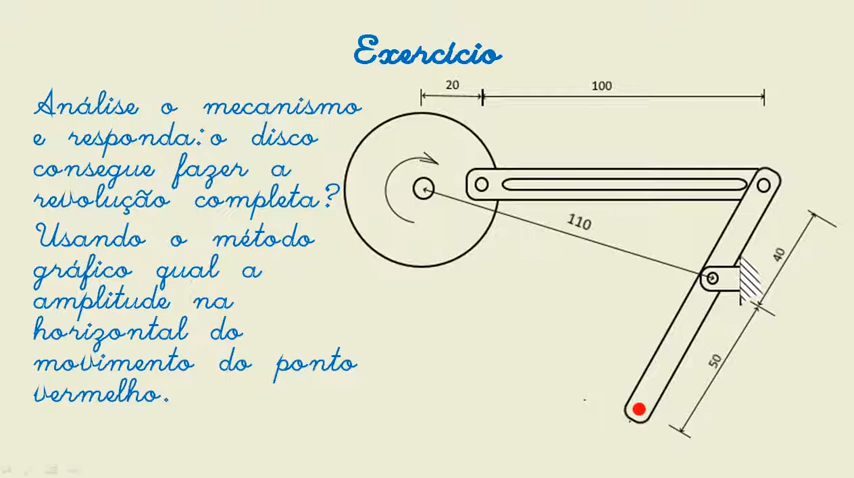 Exercício
20
100
Análise o mecanismo
e responda:o disco
consegue fazer a
revolução completa?
Usando o método
gráfico qual a
amplitude na
horizontal do
movimento do ponto
vermelho.
110
40
50